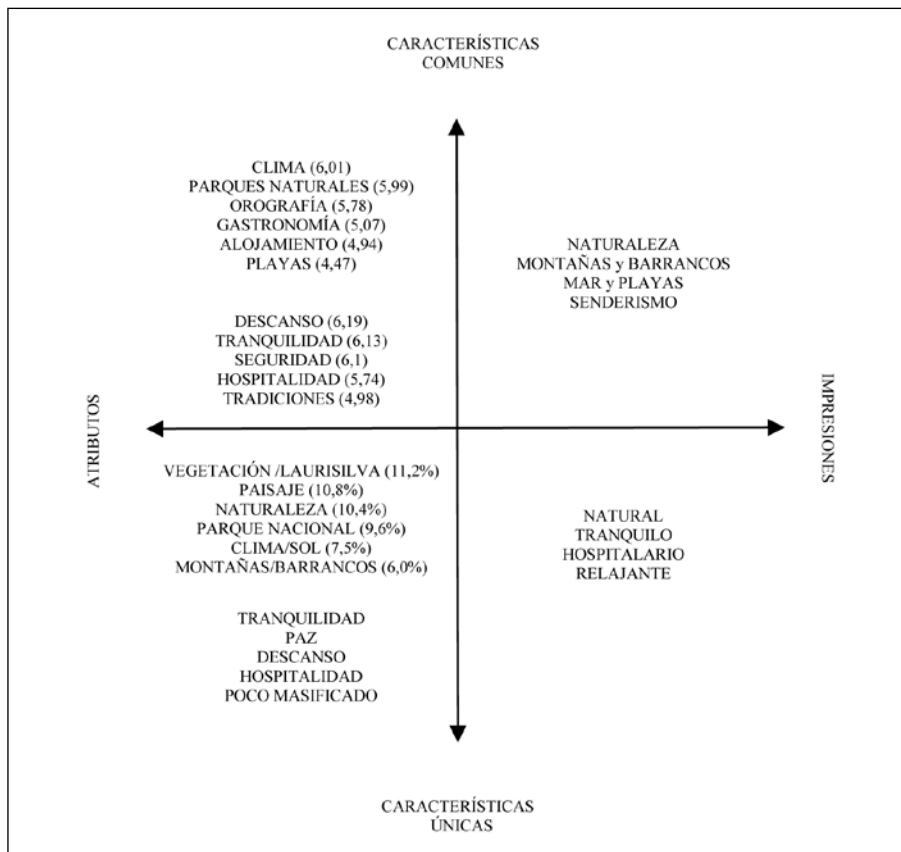 CARACTERÍSTICAS
COMUNES
CLIMA (6,01)
PARQUES NATURALES (5,99)
OROGRAFÍA (5,78)
GASTRONOMÍA (5,07)
ALOJAMIENTO (4,94)
PLAYAS (4,47)
DESCANSO (6,19)
TRANQUILIDAD (6,13)
SEGURIDAD (6,1)
HOSPITALIDAD (5,74)
TRADICIONES (4,98)
NATURALEZA
MONTAÑAS y BARRANCOS
MAR y PLAYAS
SENDERISMO
ATRIBUTOS
IMPRESIONES
VEGETACIÓN /LAURISILVA (11,2%)
PAISAJE (10,8%)
NATURALEZA (10,4%)
PARQUE NACIONAL (9,6%)
CLIMA/SOL (7,5%)
MONTAÑAS/BARRANCOS (6,0%)
TRANQUILIDAD
PAZ
DESCANSO
HOSPITALIDAD
POCO MASIFICADO
NATURAL
TRANQUILO
HOSPITALARIO
RELAJANTE
CARACTERÍSTICAS
ÚNICAS